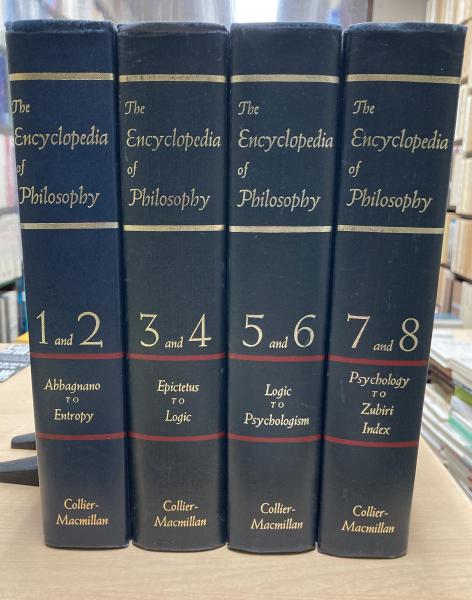 The
Encyclopedia
of
Philosophy
1 and 2
Abbagnano
TO
Entropy
Collier-
Macmillan
The
Encyclopedia
of
Philosophy
3 and 4
Epictetus
TO
Logic
Collier-
Macmillan
The
Encyclopedia
of
Philosophy
5 and 6
Logic
TO
Psychologism
Collier-
Macmillan
The
Encyclopedia
of
Philosophy
7 and 8
Psychology
TO
Zubiri
Index
Collier-
Macmillan